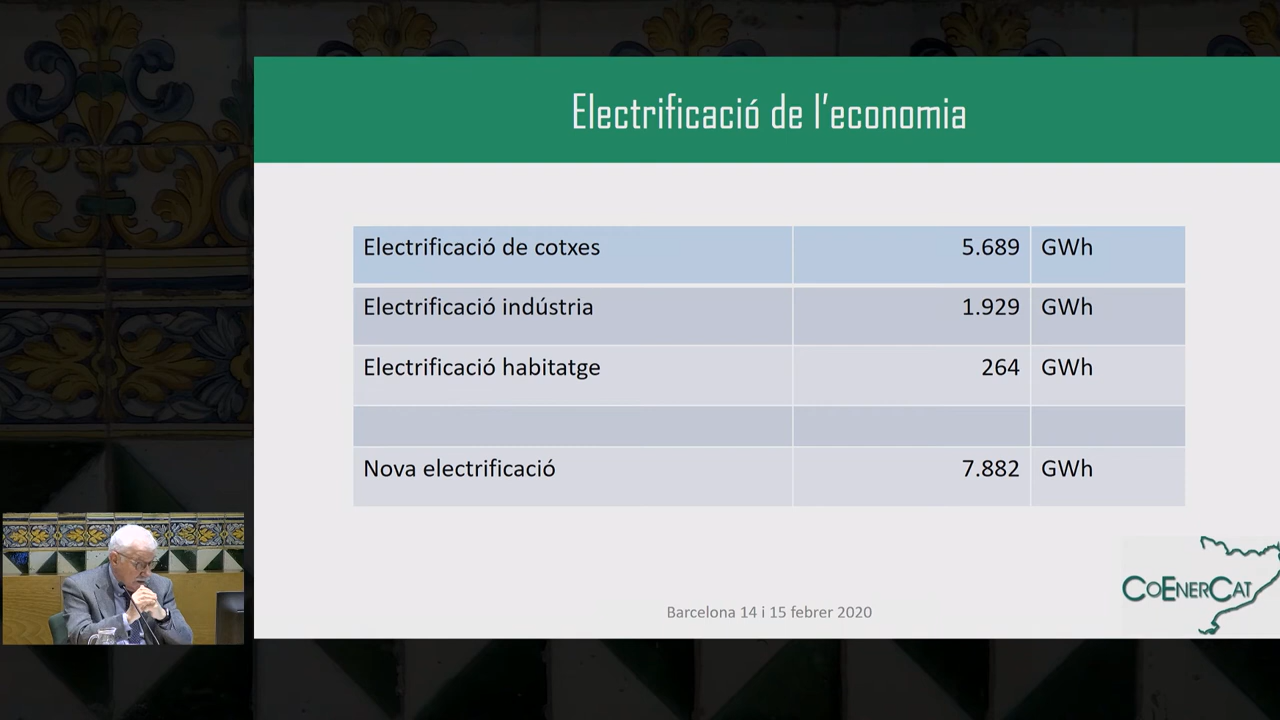 Electrificació de l'economia
Electrificació de cotxes 5.689 GWh
Electrificació indústria 1.929 GWh
Electrificació habitatge 264 GWh
Nova electrificació 7.882 GWh
Barcelona 14 i 15 febrer 2020
COENERCAT